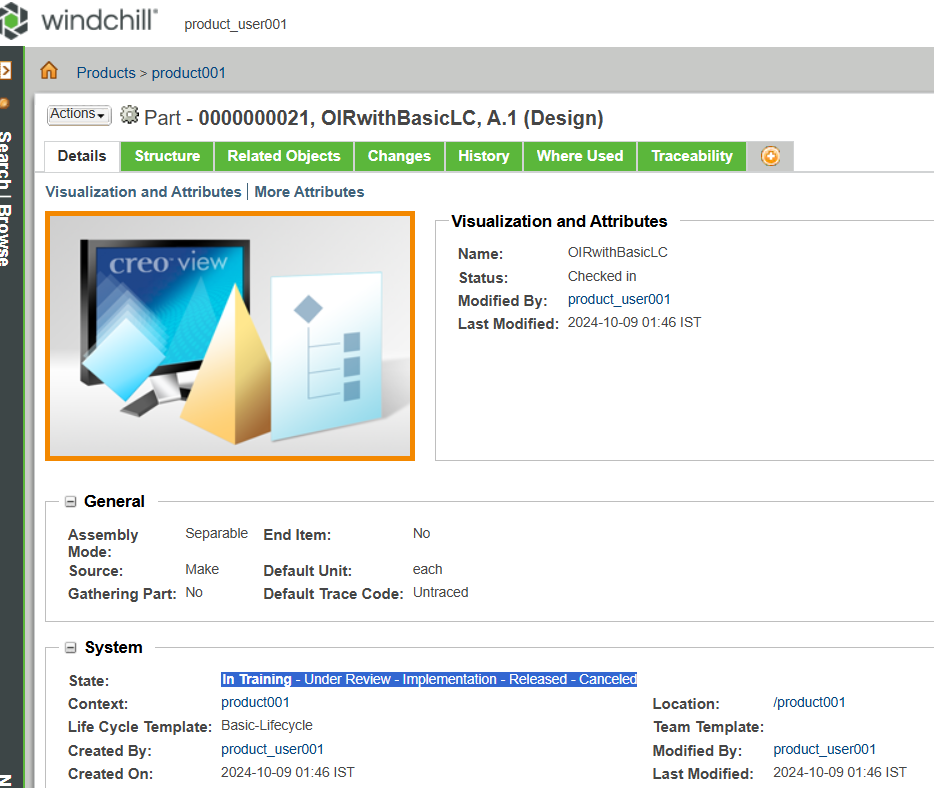 windchill®
product_user001
Products > product001
Search | Browse
Actions
Part - 0000000021, OIRwithBasicLC, A.1 (Design)
Details Structure Related Objects Changes History Where Used Traceability
Visualization and Attributes | More Attributes
creo view
Visualization and Attributes
Name: OIRwithBasicLC
Status: Checked in
Modified By: product_user001
Last Modified: 2024-10-09 01:46 IST
General
Assembly Mode: Separable End Item: No
Source: Make Default Unit: each
Gathering Part: No Default Trace Code: Untraced
System
State: In Training - Under Review - Implementation - Released - Canceled
Context: product001 Location: /product001
Life Cycle Template: Basic-Lifecycle Team Template:
Created By: product_user001 Modified By: product_user001
Created On: 2024-10-09 01:46 IST Last Modified: 2024-10-09 01:46 IST